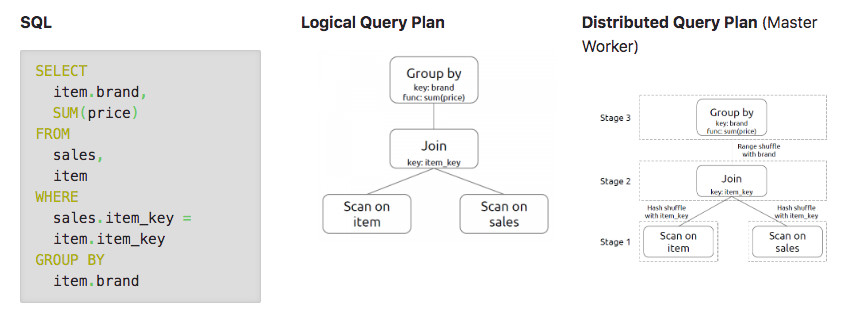 SQL
SELECT
item.brand,
SUM(price)
FROM
sales,
item
WHERE
sales.item_key =
item.item_key
GROUP BY
item.brand
Logical Query Plan
Group by
key: brand
func: sum(price)
Join
key: item_key
Scan on
item
Scan on
sales
Distributed Query Plan (Master
Worker)
Stage 3
Group by
key: brand
func: sum(price)
Range shuffle
with brand
Stage 2
Join
key: item_key
Hash shuffle
with item_key
Hash shuffle
with item_key
Stage 1
Scan on
item
Scan on
sales